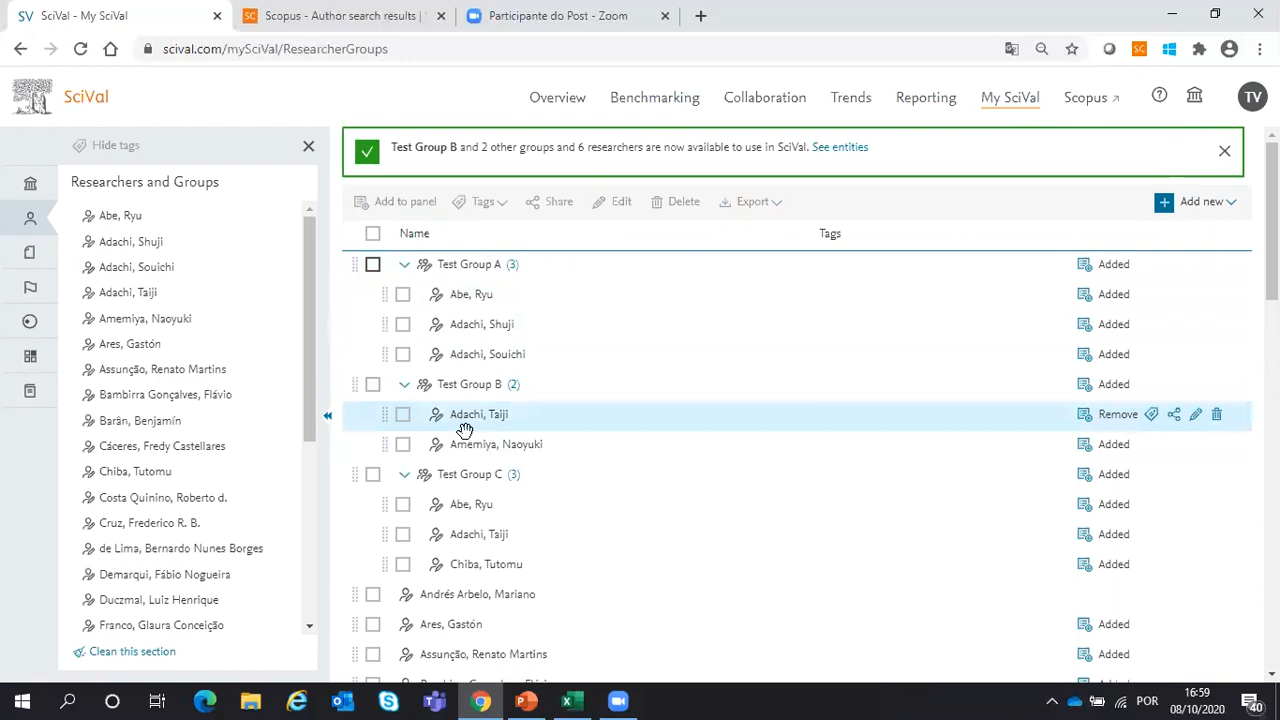 SciVal - My SciVal
Scopus - Author search results |
Participante do Post - Zoom
scival.com/mySciVal/ResearcherGroups
SciVal
Overview
Benchmarking
Collaboration
Trends
Reporting
My SciVal
Scopus
TV
Hide tags
Researchers and Groups
Abe, Ryu
Adachi, Shuji
Adachi, Souichi
Adachi, Taiji
Amemiya, Naoyuki
Ares, Gastón
Assunção, Renato Martins
Bambirra Gonçalves, Flávio
Barân, Benjamín
Cáceres, Fredy Castellares
Chiba, Tutomu
Costa Quinino, Roberto d.
Cruz, Frederico R. B.
de Lima, Bernardo Nunes Borges
Demarqui, Fábio Nogueira
Duczmal, Luiz Henrique
Franco, Glaura Conceição
Clean this section
Test Group B and 2 other groups and 6 researchers are now available to use in SciVal. See entities
Add to panel
Tags
Share
Edit
Delete
Export
Add new
Name
Tags
Test Group A (3) Added
Abe, Ryu Added
Adachi, Shuji Added
Adachi, Souichi Added
Test Group B (2) Added
Adachi, Taiji Remove
Amemiya, Naoyuki Added
Test Group C (3) Added
Abe, Ryu Added
Adachi, Taiji Added
Chiba, Tutomu Added
Andrés Arbelo, Mariano
Ares, Gastón Added
Assunção, Renato Martins
POR
16:59
08/10/2020
40